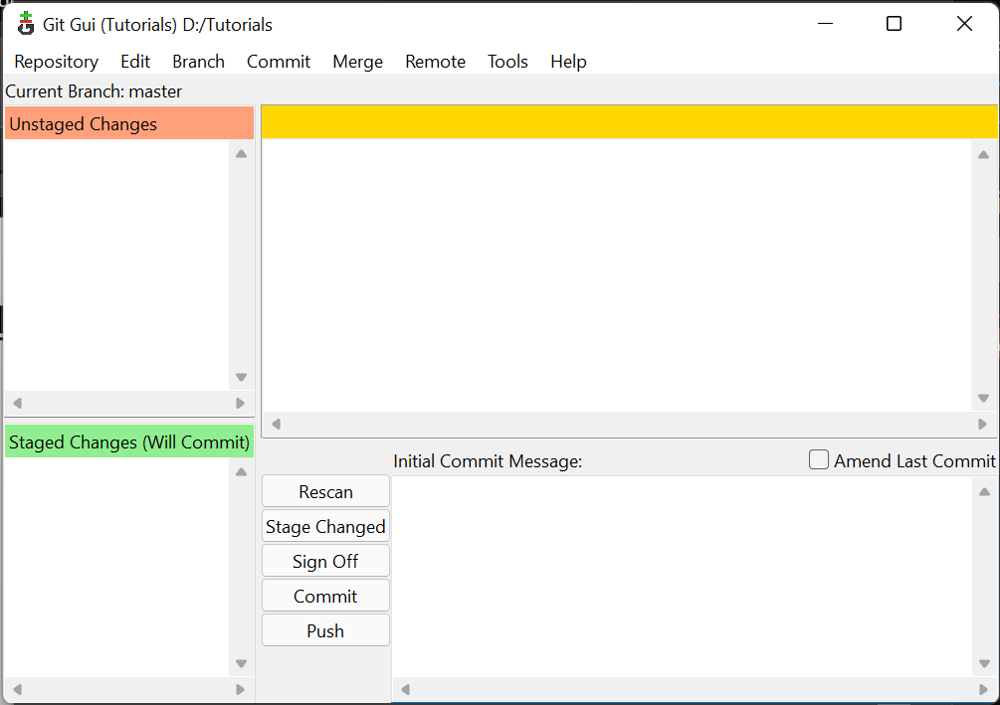 Git Gui (Tutorials) D:/Tutorials
Repository Edit Branch Commit Merge Remote Tools Help
Current Branch: master
Unstaged Changes
Staged Changes (Will Commit)
Initial Commit Message:
Amend Last Commit
Rescan
Stage Changed
Sign Off
Commit
Push